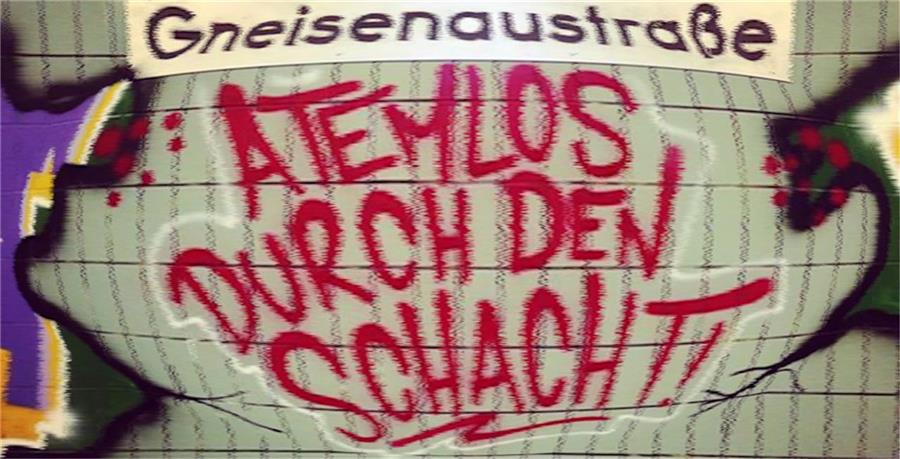 Gneisenaustraße
ATEMLOS
DURCH DEN
SCHACHT!